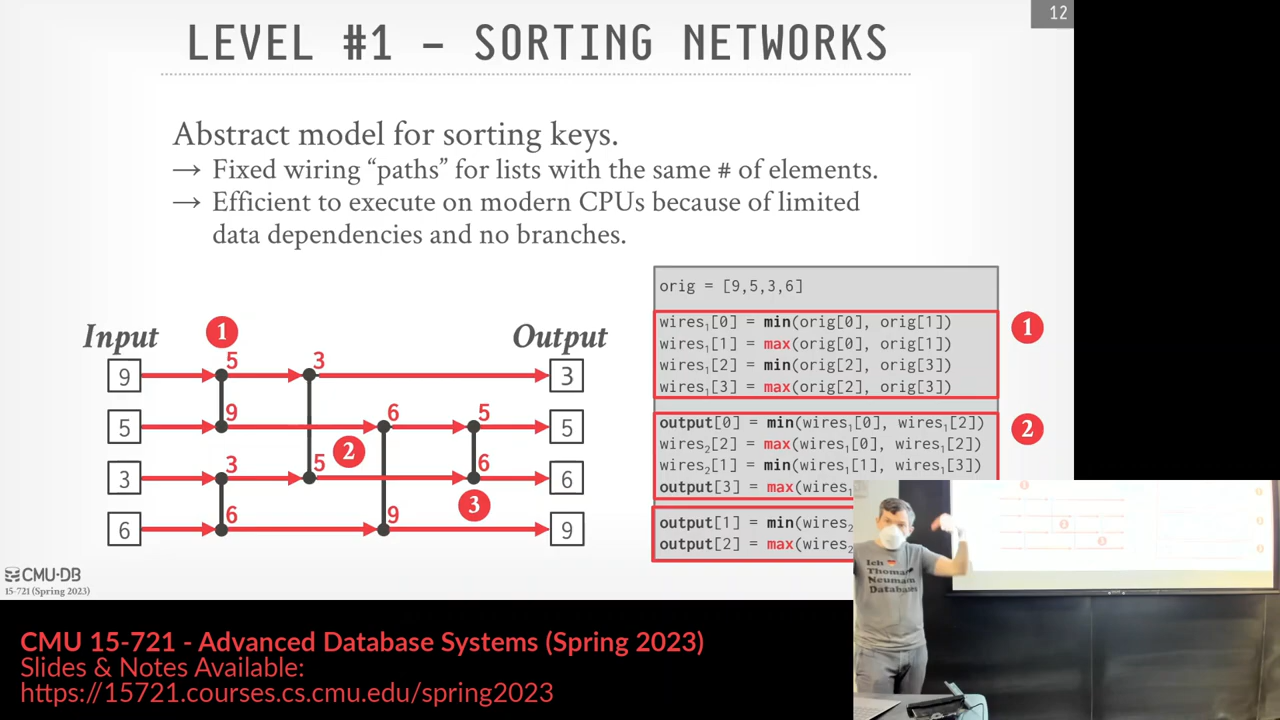 12
LEVEL #1 – SORTING NETWORKS
Abstract model for sorting keys.
→ Fixed wiring “paths” for lists with the same # of elements.
→ Efficient to execute on modern CPUs because of limited
data dependencies and no branches.
Input
Output
1
9
5
3
3
5
9
6
5
5
2
3
3
5
6
6
3
6
6
9
9
orig = [9,5,3,6]
wires₁[0] = min(orig[0], orig[1])
wires₁[1] = max(orig[0], orig[1])
wires₁[2] = min(orig[2], orig[3])
wires₁[3] = max(orig[2], orig[3])
1
output[0] = min(wires₁[0], wires₁[2])
wires₂[2] = max(wires₁[0], wires₁[2])
wires₂[1] = min(wires₁[1], wires₁[3])
output[3] = max(wires₁
2
output[1] = min(wires₂
output[2] = max(wires₂
CMU·DB
15-721 (Spring 2023)
Ich
Thomas
Neumann
Databases
CMU 15-721 - Advanced Database Systems (Spring 2023)
Slides & Notes Available:
https://15721.courses.cs.cmu.edu/spring2023